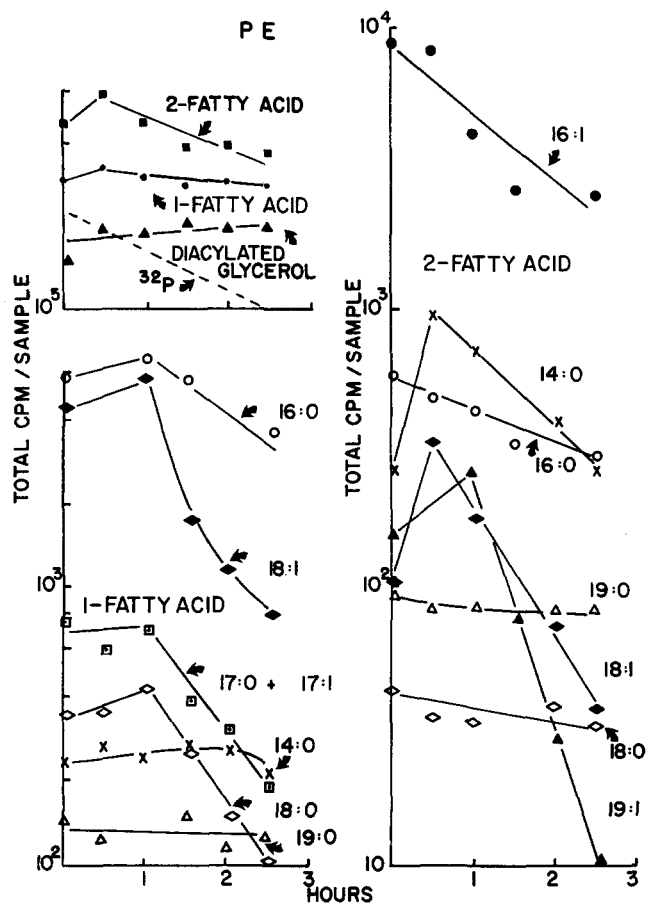 PE
2-FATTY ACID
1-FATTY ACID
DIACYLATED
GLYCEROL
32P
10^5
TOTAL CPM / SAMPLE
16:0
18:1
10^3
1-FATTY ACID
17:0 + 17:1
14:0
18:0
19:0
10^2
1
2
3
10^4
16:1
2-FATTY ACID
10^3
TOTAL CPM / SAMPLE
14:0
16:0
10^2
19:0
18:1
18:0
19:1
10
1
2
3
HOURS